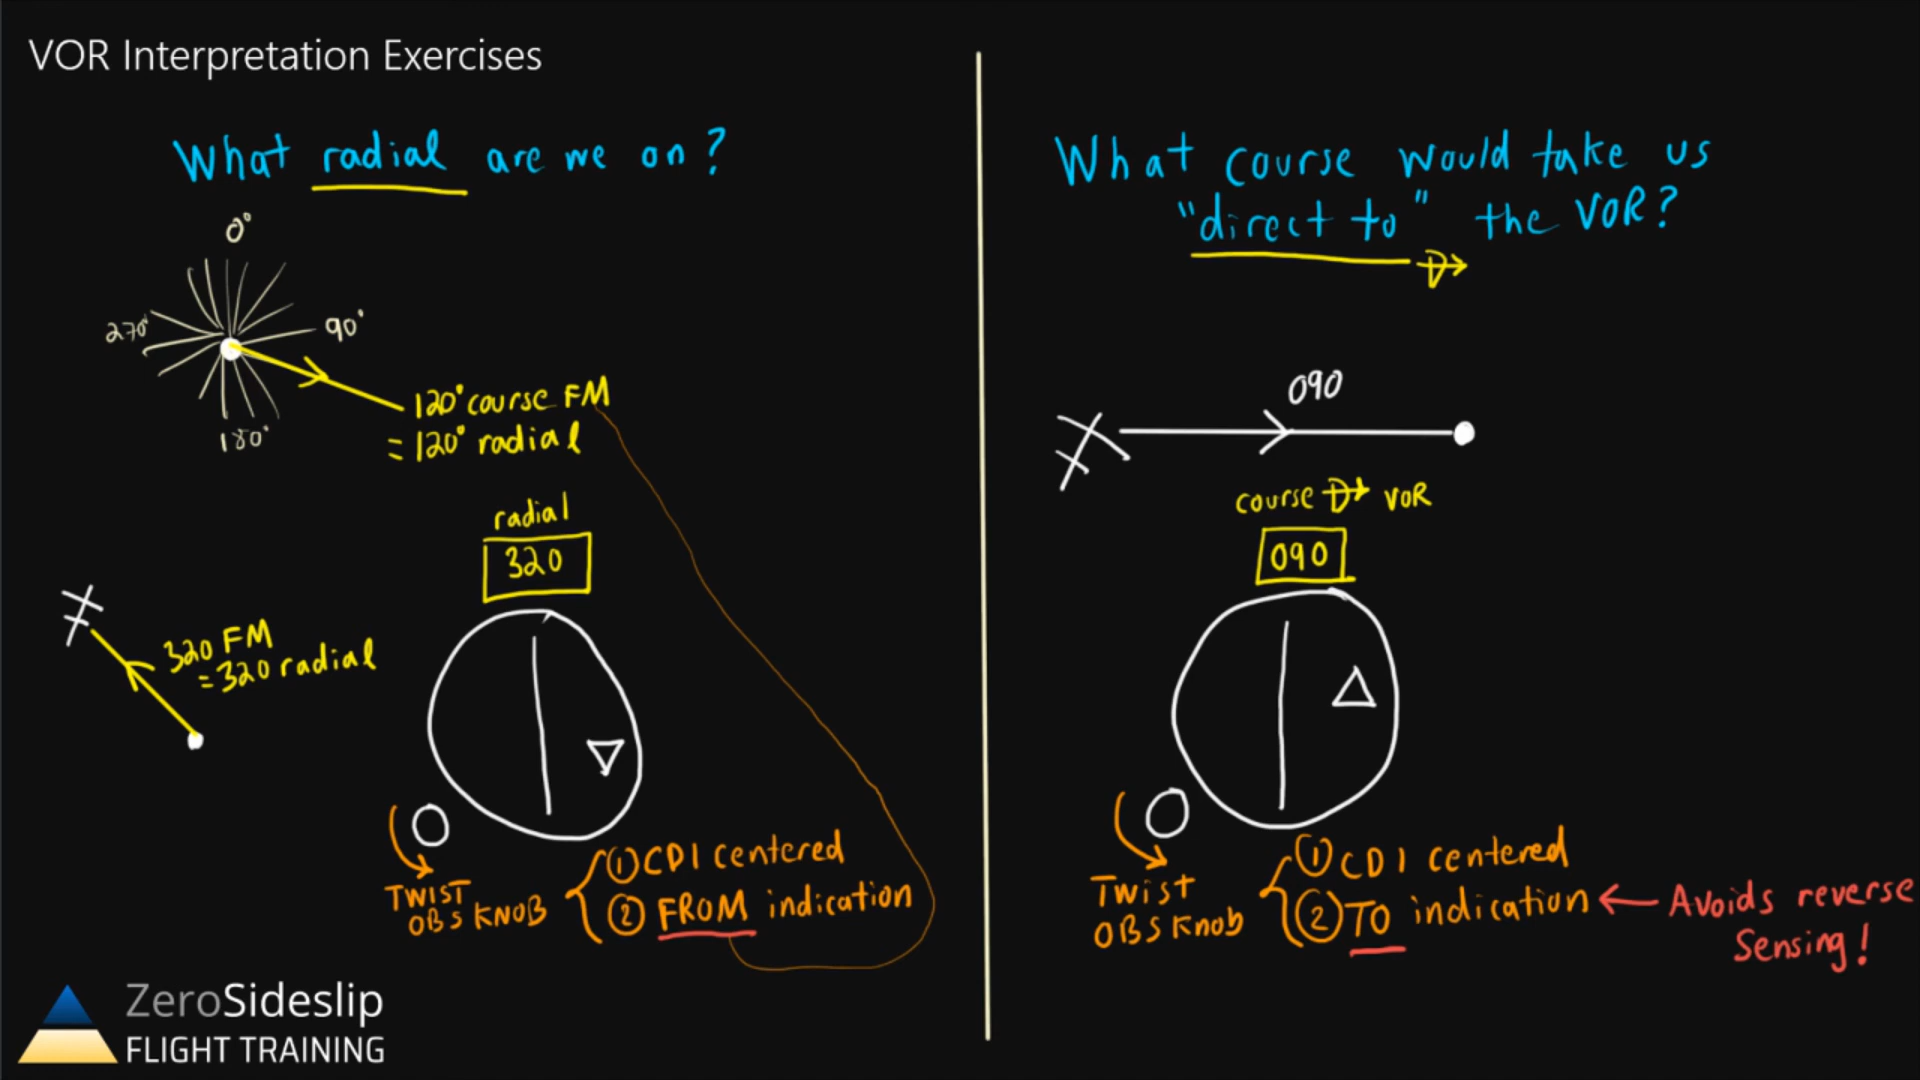 VOR Interpretation Exercises
What radial are we on?
0°
270°
90°
180°
120° course FM
= 120° radial
radial
320
320 FM
= 320 radial
TWIST
OBS KNOB
① CDI centered
② FROM indication
What course would take us
"direct to" the VOR?
D
090
course D VOR
090
Twist
OBS Knob
① CDI centered
② TO indication
Avoids reverse
Sensing!
ZeroSideslip
FLIGHT TRAINING